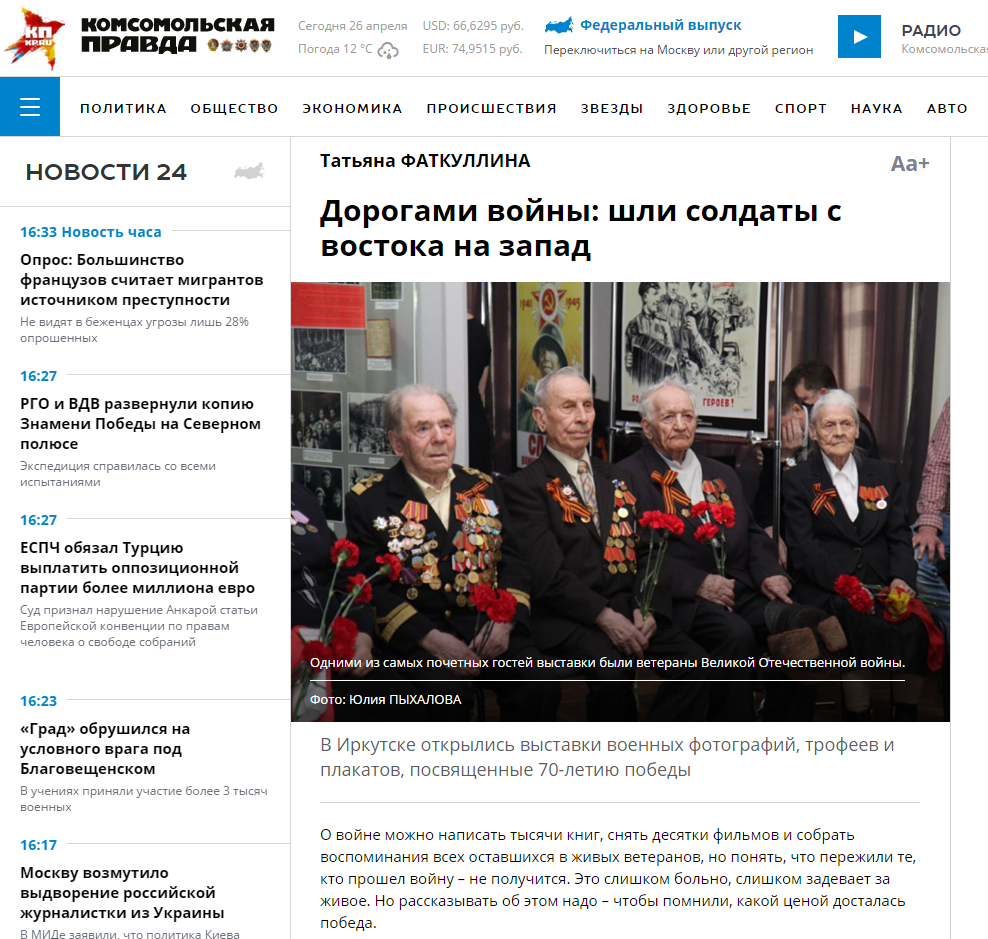 КП
KP.RU
КОМСОМОЛЬСКАЯ
ПРАВДА
Сегодня 26 апреля
Погода 12 °C
USD: 66,6295 руб.
EUR: 74,9515 руб.
Федеральный выпуск
Переключиться на Москву или другой регион
РАДИО
Комсомольская
ПОЛИТИКА ОБЩЕСТВО ЭКОНОМИКА ПРОИСШЕСТВИЯ ЗВЕЗДЫ ЗДОРОВЬЕ СПОРТ НАУКА АВТО
НОВОСТИ 24
16:33 Новость часа
Опрос: Большинство
французов считает мигрантов
источником преступности
Не видят в беженцах угрозы лишь 28%
опрошенных
16:27
РГО и ВДВ развернули копию
Знамени Победы на Северном
полюсе
Экспедиция справилась со всеми
испытаниями
16:27
ЕСПЧ обязал Турцию
выплатить оппозиционной
партии более миллиона евро
Суд признал нарушение Анкарой статьи
Европейской конвенции по правам
человека о свободе собраний
16:23
«Град» обрушился на
условного врага под
Благовещенском
В учениях приняли участие более 3 тысяч
военных
16:17
Москву возмутило
выдворение российской
журналистки из Украины
В МИДе заявили, что политика Киева
Татьяна ФАТКУЛЛИНА
Aa+
Дорогами войны: шли солдаты с
востока на запад
1941
1945
ГЕРОЕВ!
Одними из самых почетных гостей выставки были ветераны Великой Отечественной войны.
Фото: Юлия ПЫХАЛОВА
В Иркутске открылись выставки военных фотографий, трофеев и
плакатов, посвященные 70-летию победы
О войне можно написать тысячи книг, снять десятки фильмов и собрать
воспоминания всех оставшихся в живых ветеранов, но понять, что пережили те,
кто прошел войну – не получится. Это слишком больно, слишком задевает за
живое. Но рассказывать об этом надо – чтобы помнили, какой ценой досталась
победа.